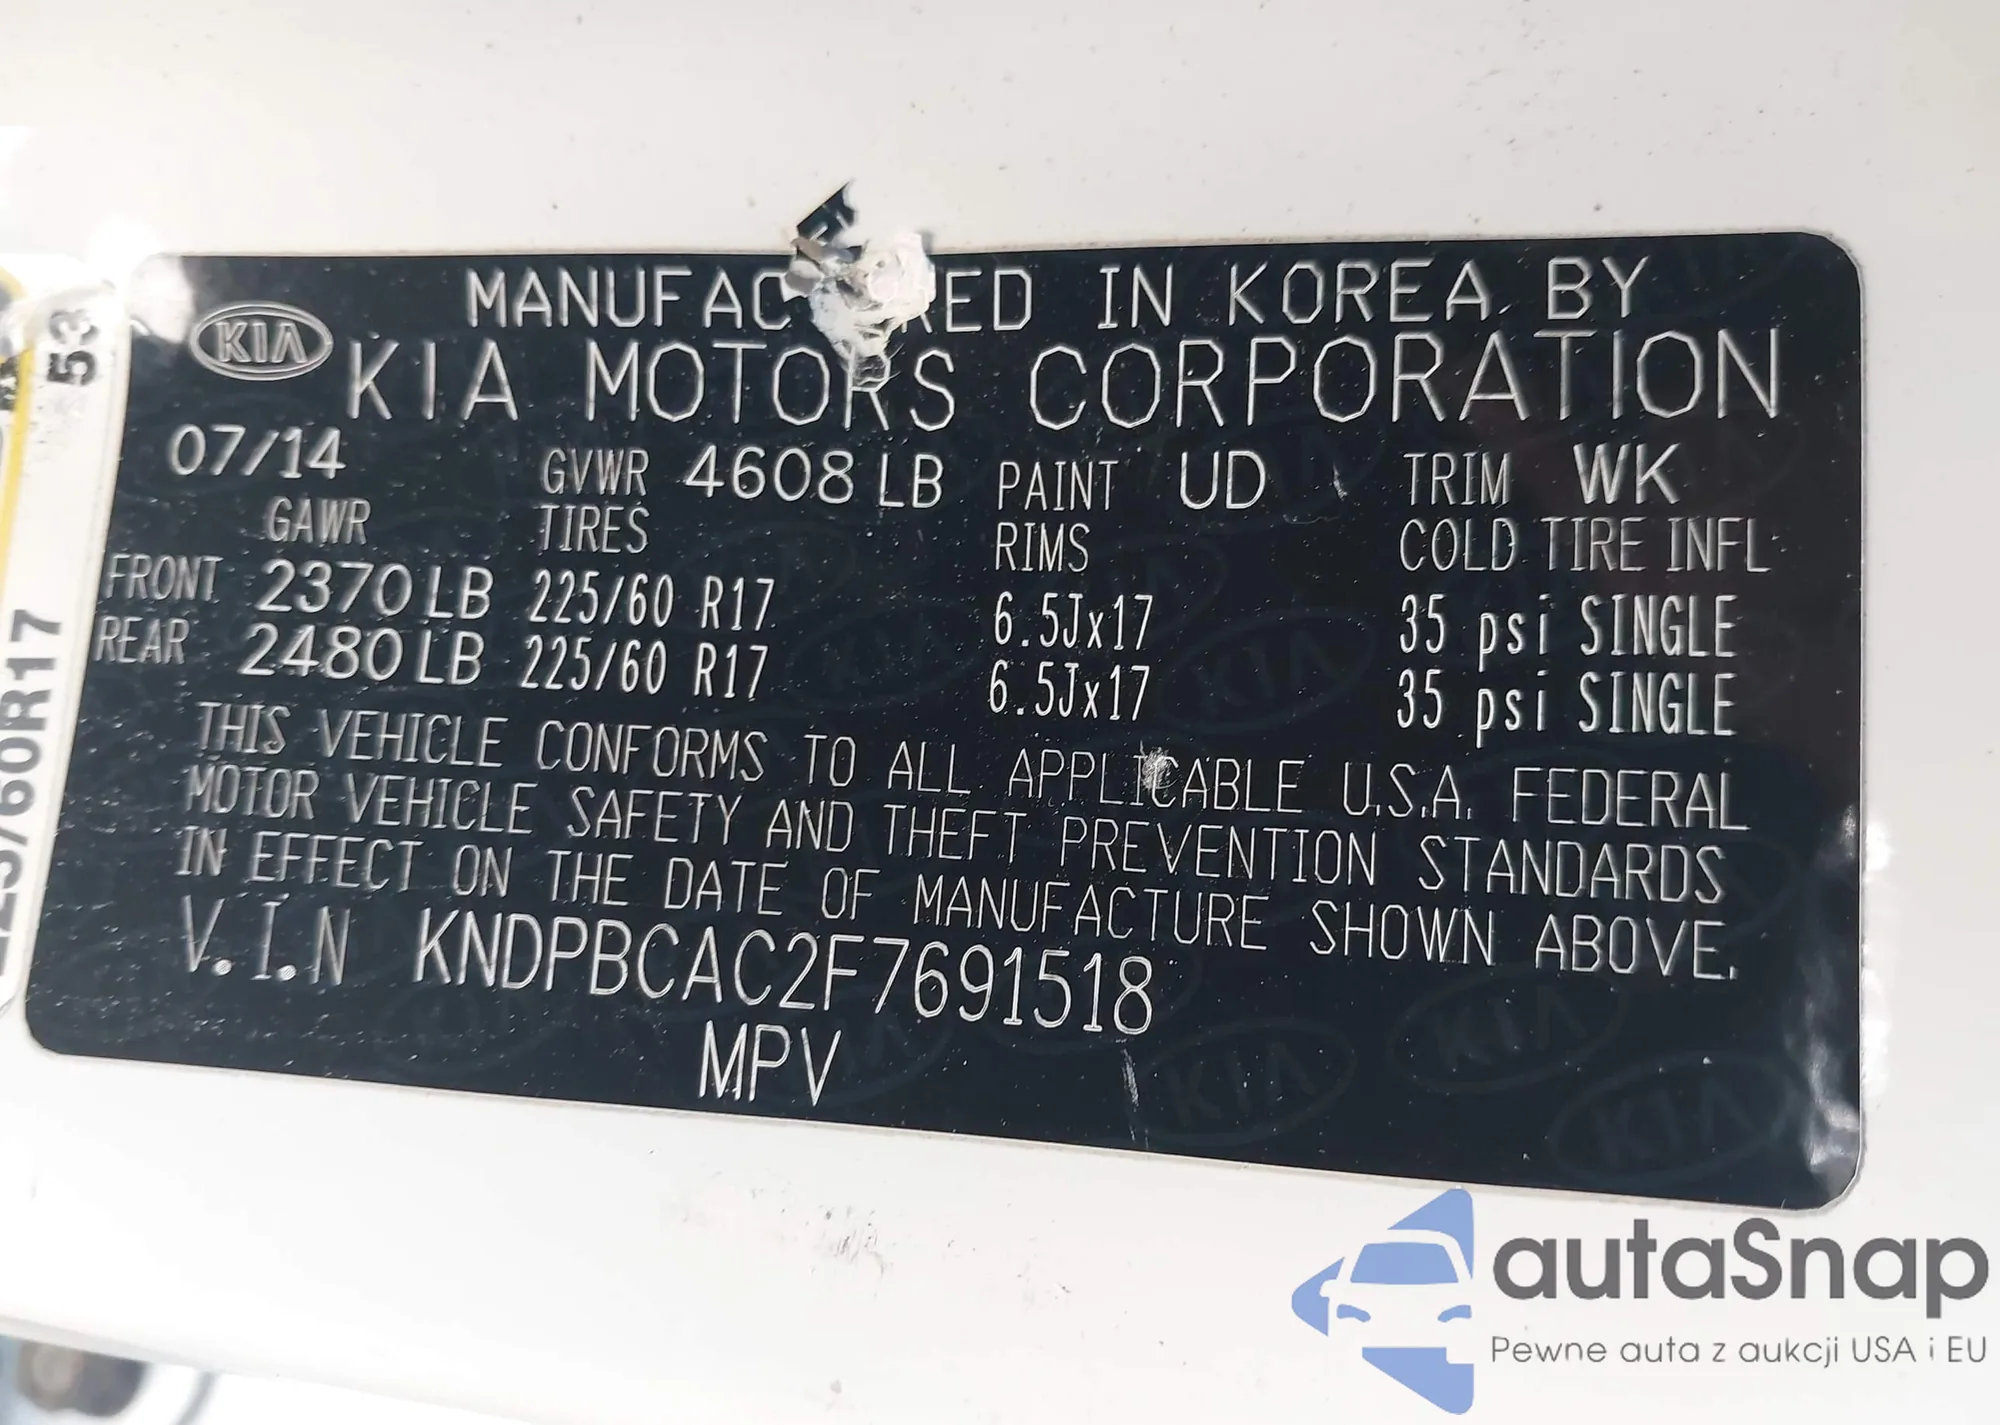 MANUFAC RED IN KOREA BY
KIA
KIA MOTORS CORPORATION
07/14 GVWR 4608 LB PAINT UD TRIM WK
GAWR TIRES RIMS COLD TIRE INFL
FRONT 2370 LB 225/60 R17 6.5Jx17 35 psi SINGLE
REAR 2480 LB 225/60 R17 6.5Jx17 35 psi SINGLE
THIS VEHICLE CONFORMS TO ALL APPLICABLE U.S.A. FEDERAL
MOTOR VEHICLE SAFETY AND THEFT PREVENTION STANDARDS
IN EFFECT ON THE DATE OF MANUFACTURE SHOWN ABOVE.
V.I.N KNDPBCAC2F7691518
MPV
53
225/60R17
autaSnap
Pewne auta z aukcji USA i EU